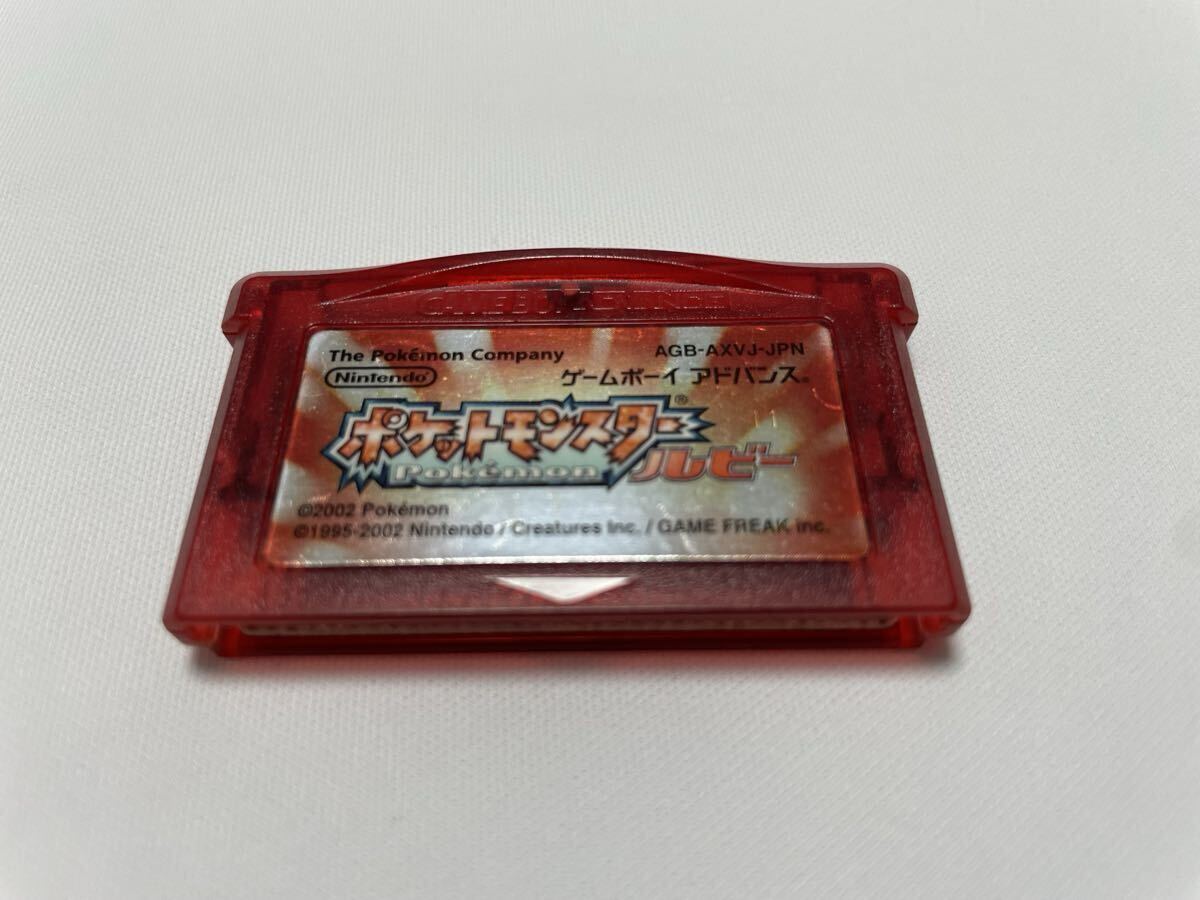 GAME BOY ADVANCE
The Pokémon Company AGB-AXVJ-JPN
Nintendo ゲームボーイ アドバンス®
ポケットモンスター®
Pokémon ルビー
©2002 Pokémon
©1995-2002 Nintendo / Creatures Inc. / GAME FREAK inc.